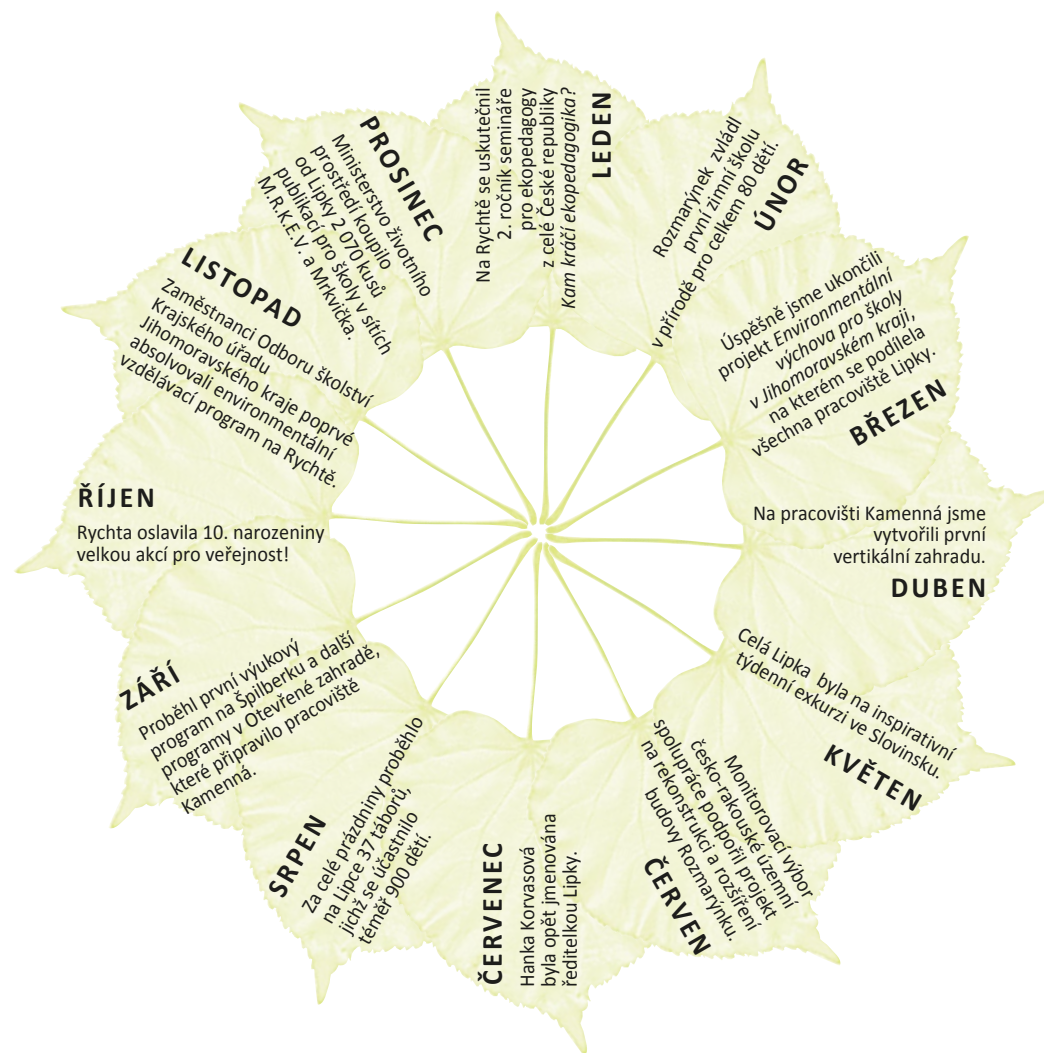 LEDEN
Na Rychtě se uskutečnil
2. ročník semináře
pro ekopedagogy
z celé České republiky
Kam kráčí ekopedagogika?
ÚNOR
Rozmarýnek zvládl
první zimní školu
v přírodě pro celkem 80 dětí.
Úspěšně jsme ukončili
projekt Environmentální
výchova pro školy
v Jihomoravském kraji,
na kterém se podílela
všechna pracoviště Lipky.
BŘEZEN
Na pracovišti Kamenná jsme
vytvořili první
vertikální zahradu.
DUBEN
Celá Lipka byla na inspirativní
týdenní exkurzi ve Slovinsku.
KVĚTEN
Monitorovací výbor
česko-rakouské územní
spolupráce podpořil projekt
na rekonstrukci a rozšíření
budovy Rozmarýnku.
ČERVEN
ČERVENEC
Hanka Korvasová
byla opět jmenována
ředitelkou Lipky.
SRPEN
Za celé prázdniny proběhlo
na Lipce 37 táborů,
jichž se účastnilo
téměř 900 dětí.
ZÁŘÍ
Proběhl první výukový
program na Špilberku a další
programy v Otevřené zahradě,
které připravilo pracoviště
Kamenná.
ŘÍJEN
Rychta oslavila 10. narozeniny
velkou akcí pro veřejnost!
LISTOPAD
Zaměstnanci Odboru školství
Krajského úřadu
Jihomoravského kraje poprvé
absolvovali environmentální
vzdělávací program na Rychtě.
PROSINEC
Ministerstvo životního
prostředí koupilo
od Lipky 2 070 kusů
publikací pro školy v sítích
M.R.K.E.V. a Mrkvička.